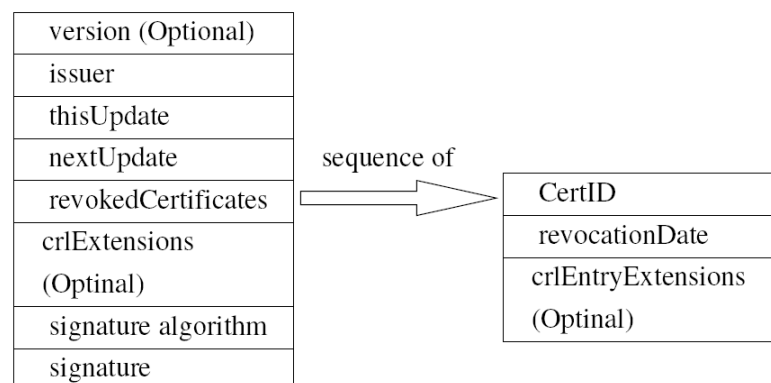 version (Optional)
issuer
thisUpdate
nextUpdate
revokedCertificates
crlExtensions
(Optinal)
signature algorithm
signature
sequence of
CertID
revocationDate
crlEntryExtensions
(Optinal)